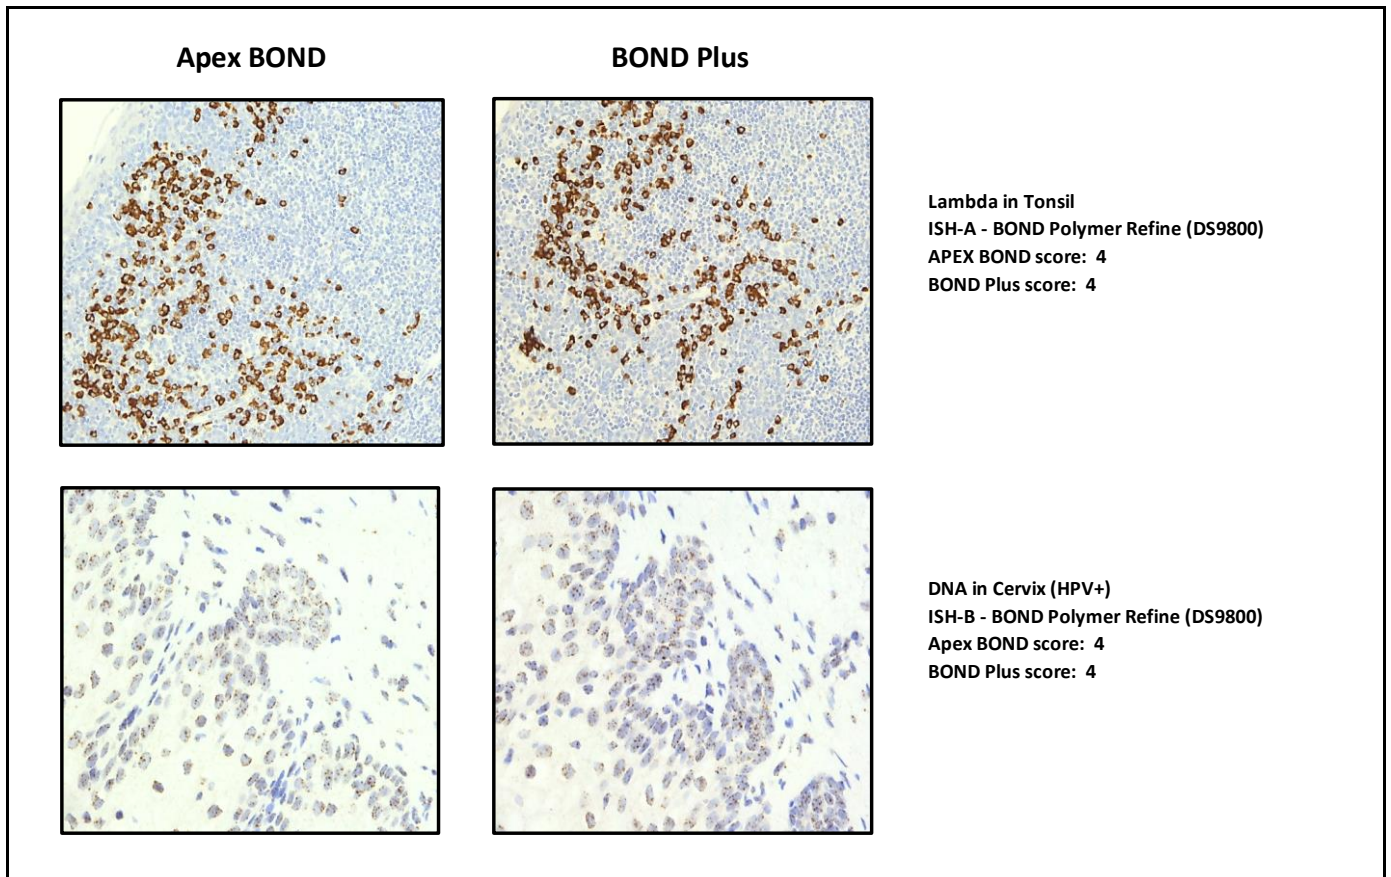 Apex BOND
BOND Plus
Lambda in Tonsil
ISH-A - BOND Polymer Refine (DS9800)
APEX BOND score:  4
BOND Plus score:  4
DNA in Cervix (HPV+)
ISH-B - BOND Polymer Refine (DS9800)
Apex BOND score:  4
BOND Plus score:  4